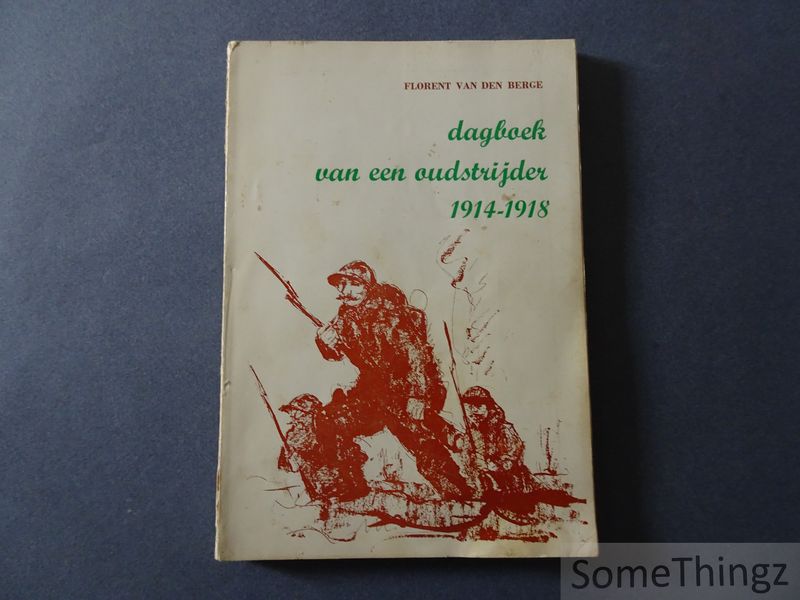 FLORENT VAN DEN BERGE
dagboek
van een oudstrijder
1914-1918
SomeThingz